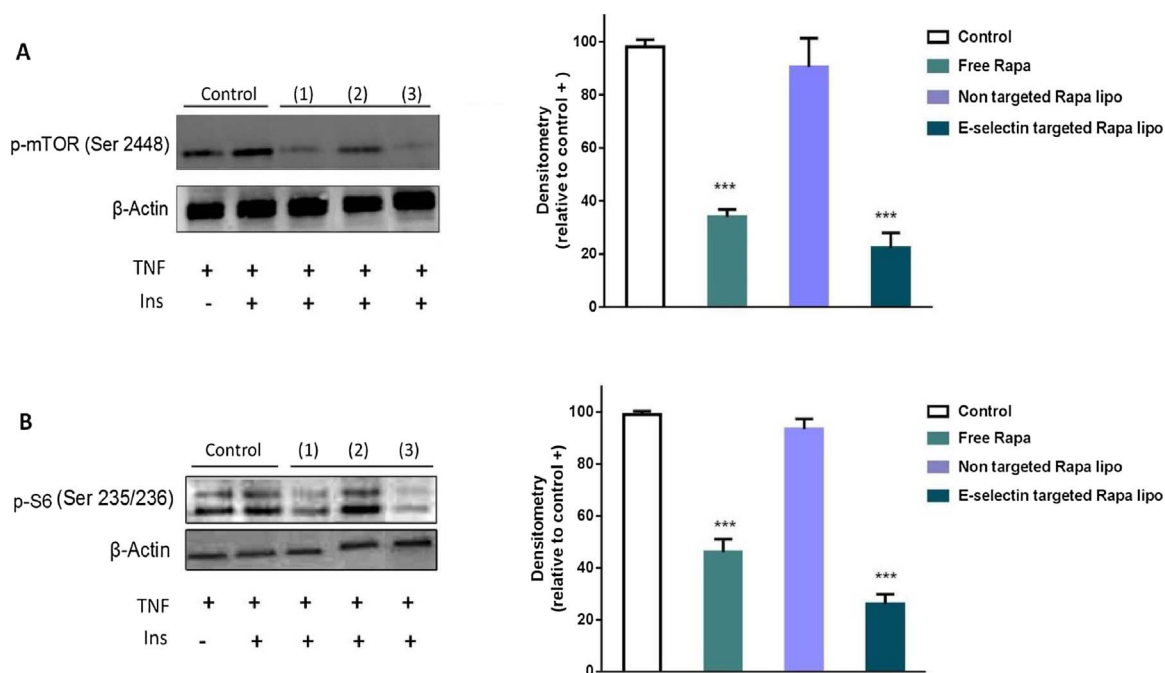 A
Control (1) (2) (3)
p-mTOR (Ser 2448)
β-Actin
TNF + + + + +
Ins - + + + +
Densitometry
(relative to control +)
100
80
60
40
20
0
***
***
Control
Free Rapa
Non targeted Rapa lipo
E-selectin targeted Rapa lipo
B
Control (1) (2) (3)
p-S6 (Ser 235/236)
β-Actin
TNF + + + + +
Ins - + + + +
Densitometry
(relative to control +)
100
80
60
40
20
0
***
***
Control
Free Rapa
Non targeted Rapa lipo
E-selectin targeted Rapa lipo